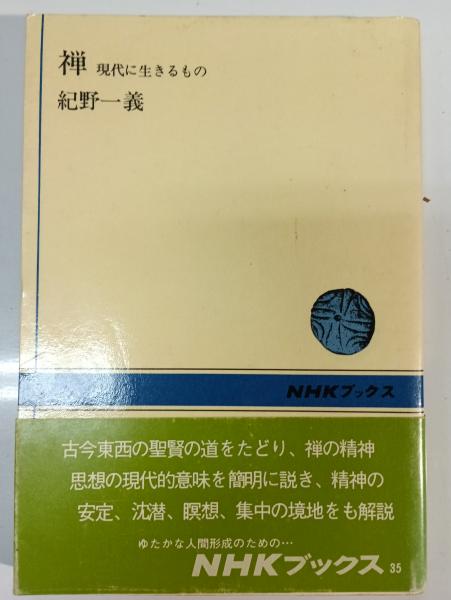 禅 現代に生きるもの
紀野一義
NHKブックス
古今東西の聖賢の道をたどり、禅の精神
思想の現代的意味を簡明に説き、精神の
安定、沈潜、瞑想、集中の境地をも解説
ゆたかな人間形成のための…
NHKブックス 35